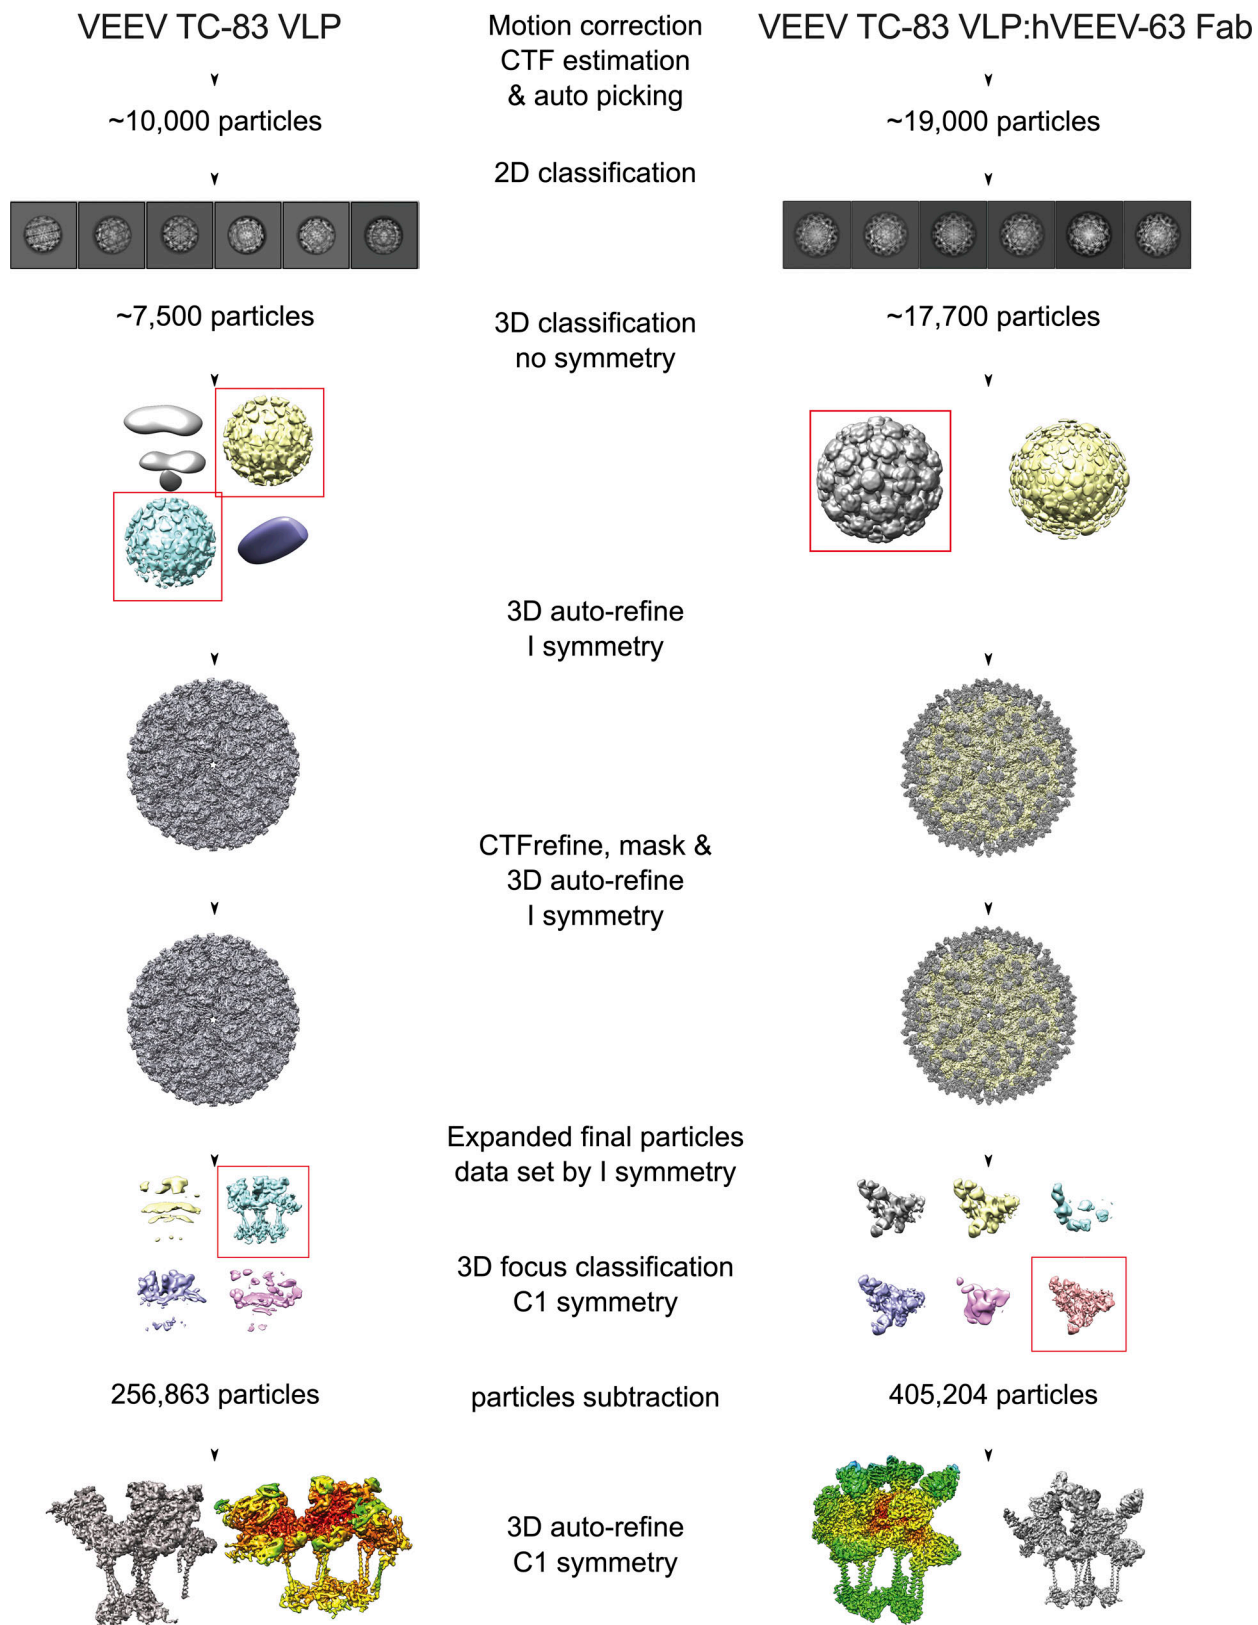 VEEV TC-83 VLP
Motion correction
CTF estimation
& auto picking
VEEV TC-83 VLP:hVEEV-63 Fab
~10,000 particles
~19,000 particles
2D classification
~7,500 particles
3D classification
no symmetry
~17,700 particles
3D auto-refine
I symmetry
CTFrefine, mask &
3D auto-refine
I symmetry
Expanded final particles
data set by I symmetry
3D focus classification
C1 symmetry
256,863 particles
particles subtraction
405,204 particles
3D auto-refine
C1 symmetry